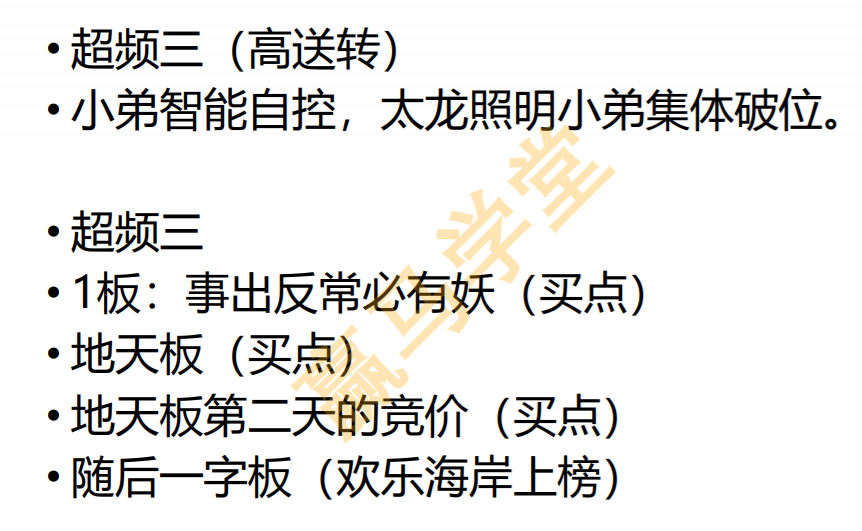 • 超频三（高送转）
• 小弟智能自控，太龙照明小弟集体破位。
• 超频三
• 1板：事出反常必有妖（买点）
• 地天板（买点）
• 地天板第二天的竞价（买点）
• 随后一字板（欢乐海岸上榜）
赢马学堂